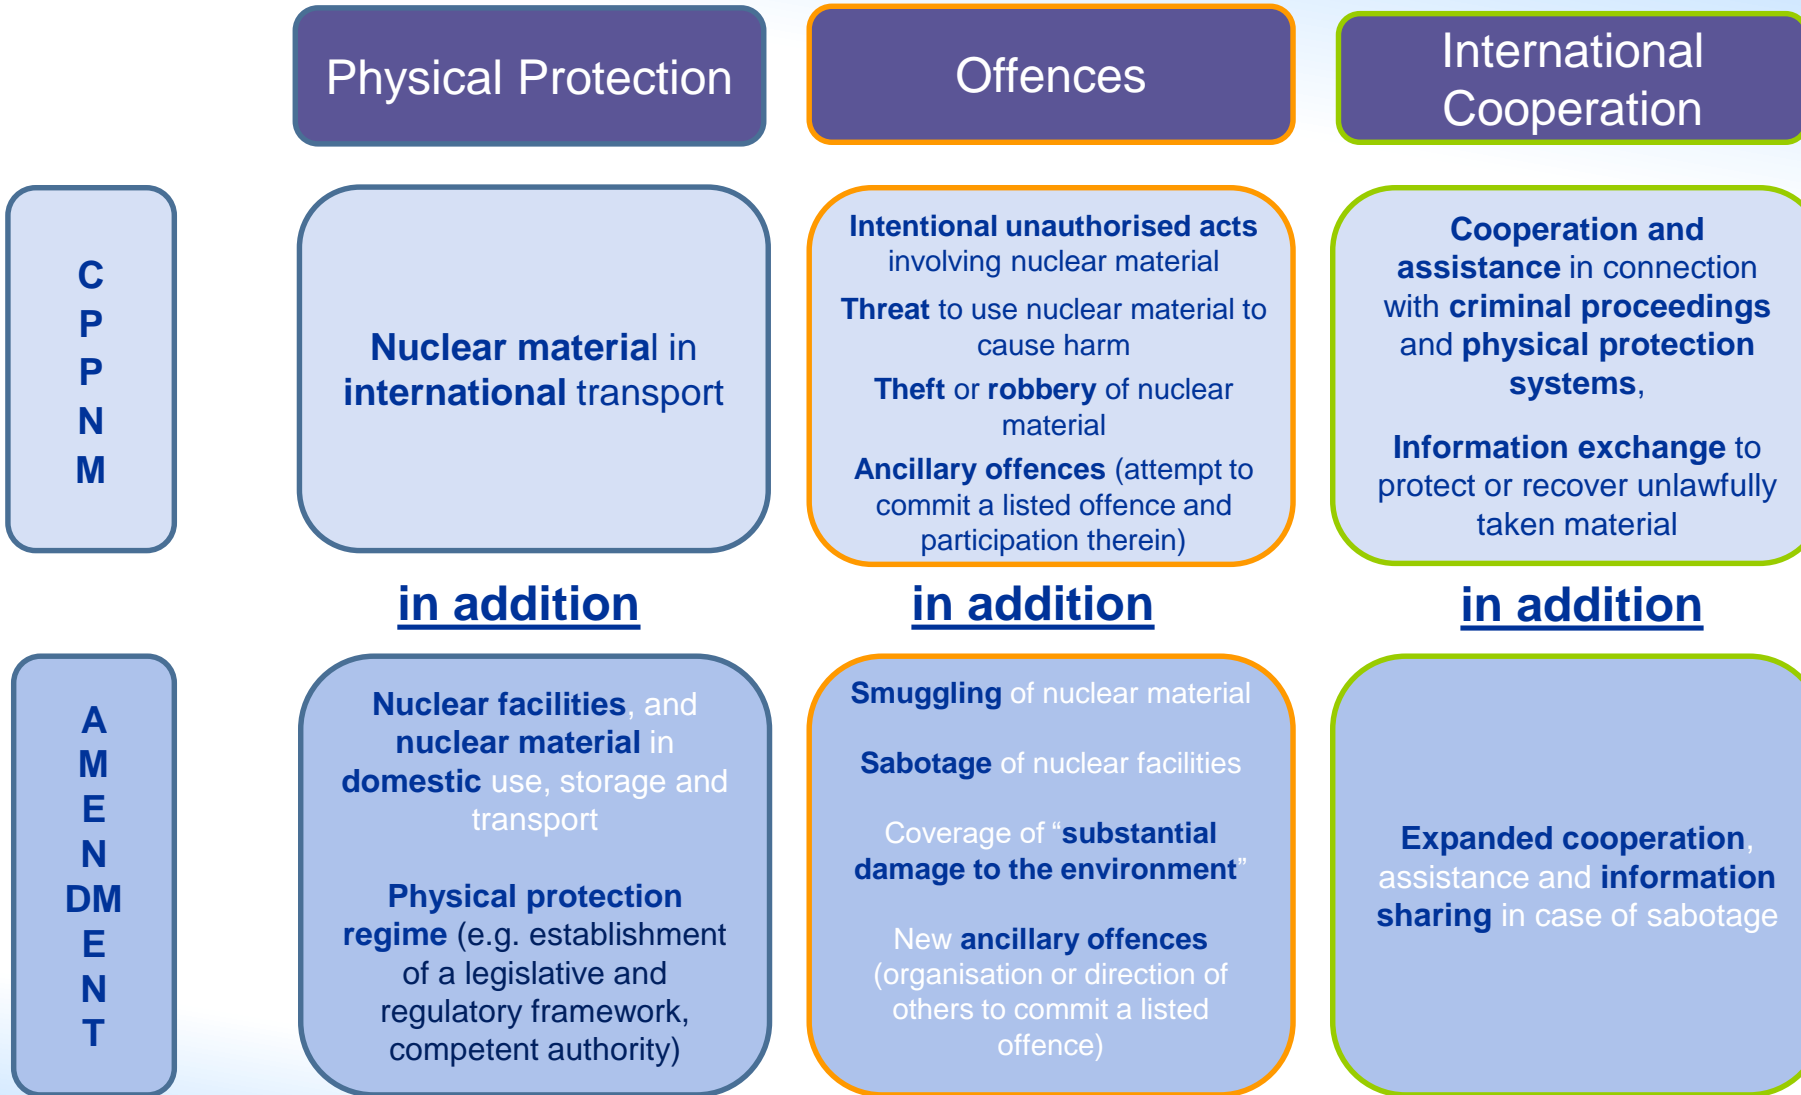 Physical Protection
Offences
International
Cooperation
C
P
P
N
M
Nuclear material in
international transport
Intentional unauthorised acts
involving nuclear material
Threat to use nuclear material to
cause harm
Theft or robbery of nuclear
material
Ancillary offences (attempt to
commit a listed offence and
participation therein)
Cooperation and
assistance in connection
with criminal proceedings
and physical protection
systems,
Information exchange to
protect or recover unlawfully
taken material
in addition
in addition
in addition
A
M
E
N
DM
E
N
T
Nuclear facilities, and
nuclear material in
domestic use, storage and
transport
Physical protection
regime (e.g. establishment
of a legislative and
regulatory framework,
competent authority)
Smuggling of nuclear material
Sabotage of nuclear facilities
Coverage of “substantial
damage to the environment”
New ancillary offences
(organisation or direction of
others to commit a listed
offence)
Expanded cooperation,
assistance and information
sharing in case of sabotage